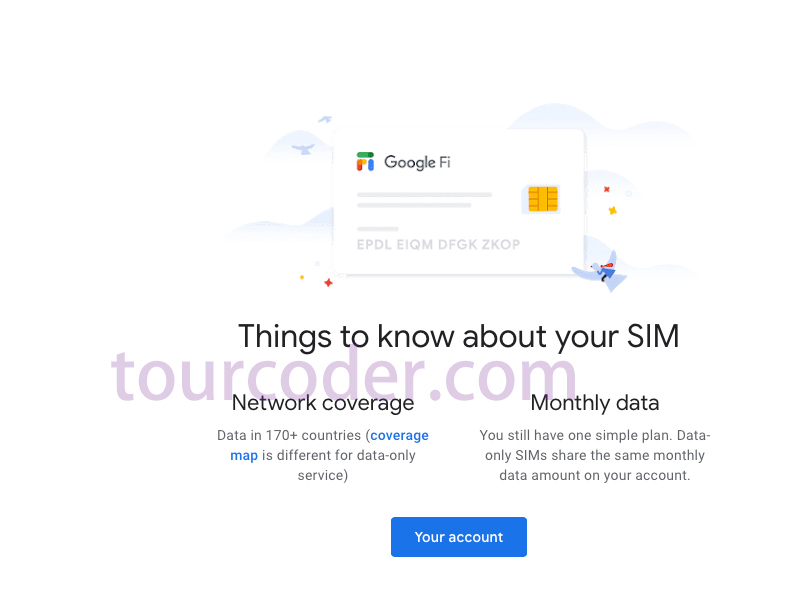 Google Fi
EPDL EIQM DFGK ZKOP
Things to know about your SIM
tourcoder.com
Network coverage
Data in 170+ countries (coverage
map is different for data-only
service)
Monthly data
You still have one simple plan. Data-
only SIMs share the same monthly
data amount on your account.
Your account